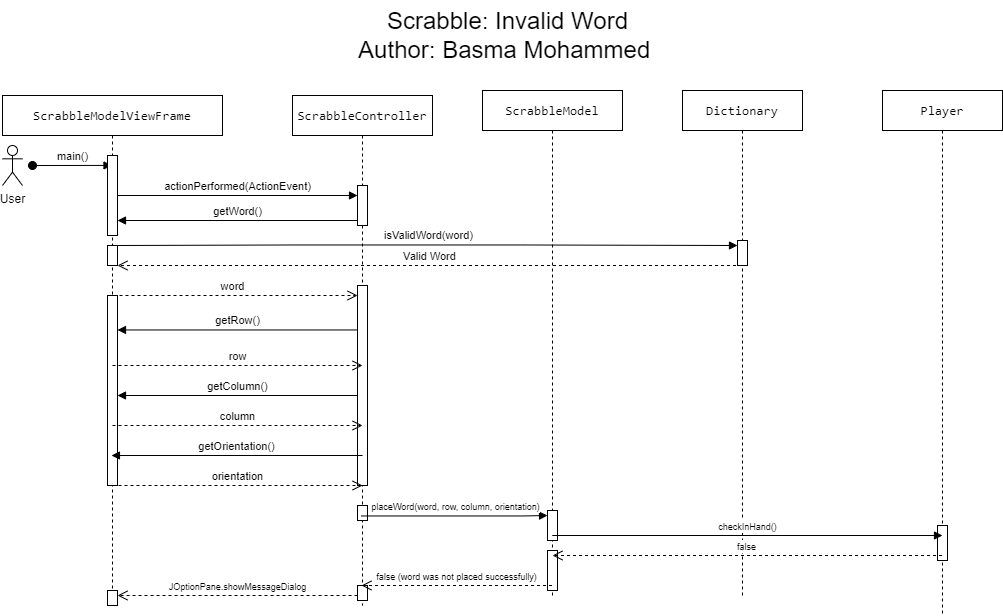 Scrabble: Invalid Word
Author: Basma Mohammed
ScrabbleModelViewFrame
ScrabbleController
ScrabbleModel
Dictionary
Player
User
main()
actionPerformed(ActionEvent)
getWord()
isValidWord(word)
Valid Word
word
getRow()
row
getColumn()
column
getOrientation()
orientation
placeWord(word, row, column, orientation)
checkInHand()
false
false (word was not placed successfully)
JOptionPane.showMessageDialog